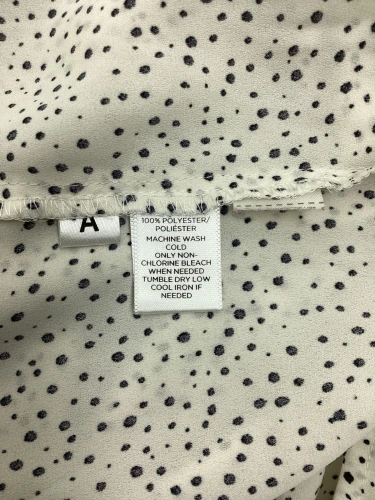 A
100% POLYESTER/
POLIÉSTER
MACHINE WASH
COLD
ONLY NON-
CHLORINE BLEACH
WHEN NEEDED
TUMBLE DRY LOW
COOL IRON IF
NEEDED